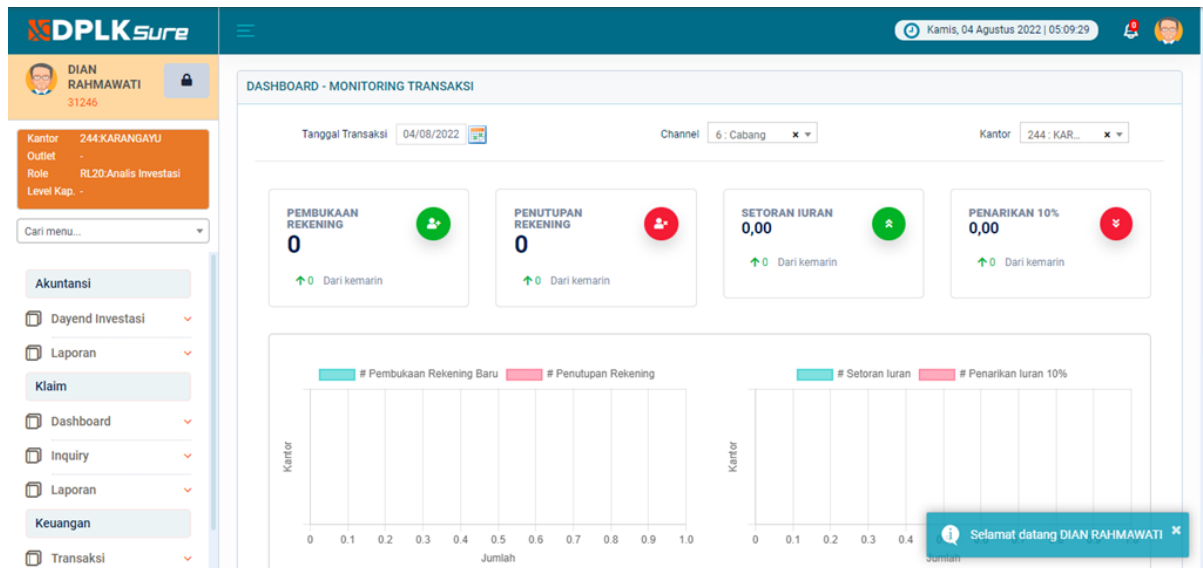 DPLKSure
Kamis, 04 Agustus 2022 | 05:09:29
DIAN
RAHMAWATI
31246
Kantor 244:KARANGAYU
Outlet -
Role RL20:Analis Investasi
Level Kap. -
Cari menu...
Akuntansi
Dayend Investasi
Laporan
Klaim
Dashboard
Inquiry
Laporan
Keuangan
Transaksi
DASHBOARD - MONITORING TRANSAKSI
Tanggal Transaksi 04/08/2022 Channel 6 : Cabang x Kantor 244 : KAR... x
PEMBUKAAN
REKENING
0
0 Dari kemarin
PENUTUPAN
REKENING
0
0 Dari kemarin
SETORAN IURAN
0,00
0 Dari kemarin
PENARIKAN 10%
0,00
0 Dari kemarin
# Pembukaan Rekening Baru # Penutupan Rekening
Kantor
0 0.1 0.2 0.3 0.4 0.5 0.6 0.7 0.8 0.9 1.0
Jumlah
# Setoran Iuran # Penarikan Iuran 10%
Kantor
0 0.1 0.2 0.3 0.4
Jumlah
Selamat datang DIAN RAHMAWATI ×